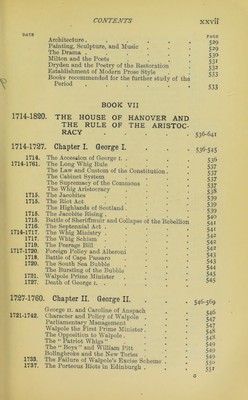 CONTENTS xxvii
DATE PAGE
Architecture. 529
Painting, Sculpture, and Music 529
The Drama 530
Milton and the Poets 531
Dryden and the Poetry of the Restoration 532
Establishment of Modern Prose Style 533
Books recommended for the further study of the
Period 533
BOOK VII
1714-1820. THE HOUSE OF HANOVER AND
THE RULE OF THE ARISTOC-
RACY 536-641
1714-1727. Chapter I. George I. 536-545
1714. The Accession of George I. 536
1714-1761. The Long Whig Rule 537
The Law and Custom of the Constitution. 537
The Cabinet System 537
The Supremacy of the Commons 537
The Whig Aristocracy 538
1715. The Jacobites 539
1715. The Riot Act 539
The Highlands of Scotland. 539
1715. The Jacobite Rising. 540
1715. Battle of Sheriffmuir and Collapse of the Rebellion
1716. The Septennial Act
1714-1717. The Whig Ministry
1717. The Whig Schism 542
1719. The Peerage Bill 542
1717-1720. Foreign Policy and Alberoni 543
1718. Battle of Cape Passaro
1720. The South Sea Bubble 544
The Bursting of the Bubble
1721. Walpole Prime Minister 545
1727. Death of George I. 545
1727-1760. Chapter II. George II. 546-569
George II. and Caroline of Anspach 546
1721-1742. Character and Policy of Walpole 547
Parliamentary Management 547
Walpole the First Prime Minister. 548
The Opposition to Walpole 548
The "Patriot Whigs" 549
The "Boys" and William Pitt 549
Bolingbroke and the New Tories 549
1733. The Failure of Walpole's Excise Scheme 550
1737. The Porteous Riots in Edinburgh 551